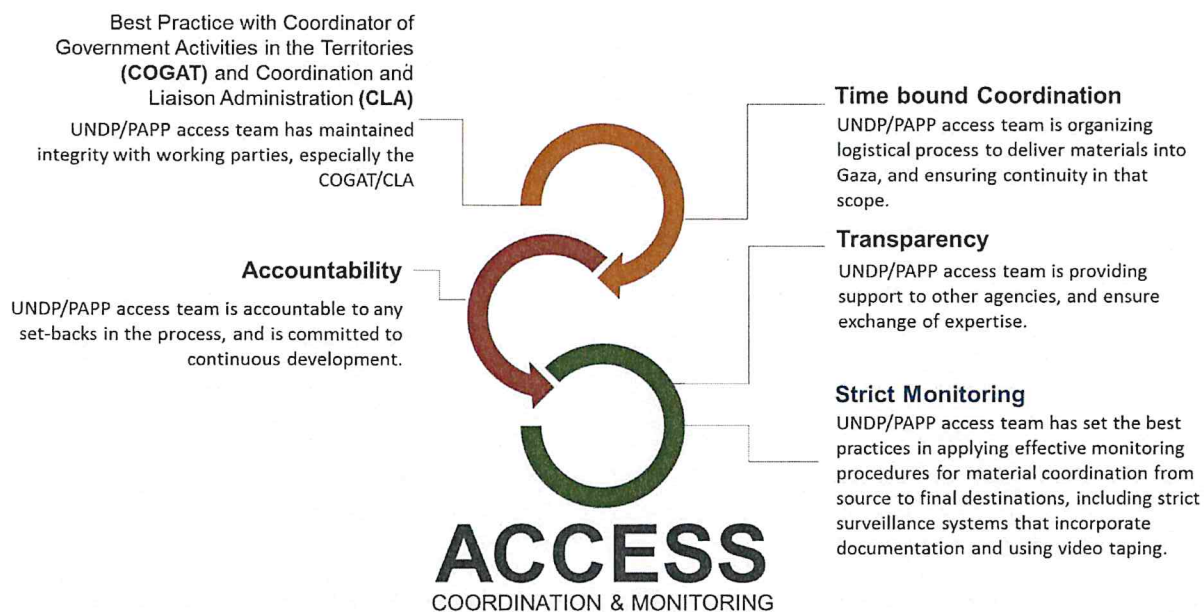 Best Practice with Coordinator of
Government Activities in the Territories
(COGAT) and Coordination and
Liaison Administration (CLA)
UNDP/PAPP access team has maintained
integrity with working parties, especially the
COGAT/CLA
Time bound Coordination
UNDP/PAPP access team is organizing
logistical process to deliver materials into
Gaza, and ensuring continuity in that
scope.
Accountability
UNDP/PAPP access team is accountable to any
set-backs in the process, and is committed to
continuous development.
Transparency
UNDP/PAPP access team is providing
support to other agencies, and ensure
exchange of expertise.
Strict Monitoring
UNDP/PAPP access team has set the best
practices in applying effective monitoring
procedures for material coordination from
source to final destinations, including strict
surveillance systems that incorporate
documentation and using video taping.
ACCESS
COORDINATION & MONITORING